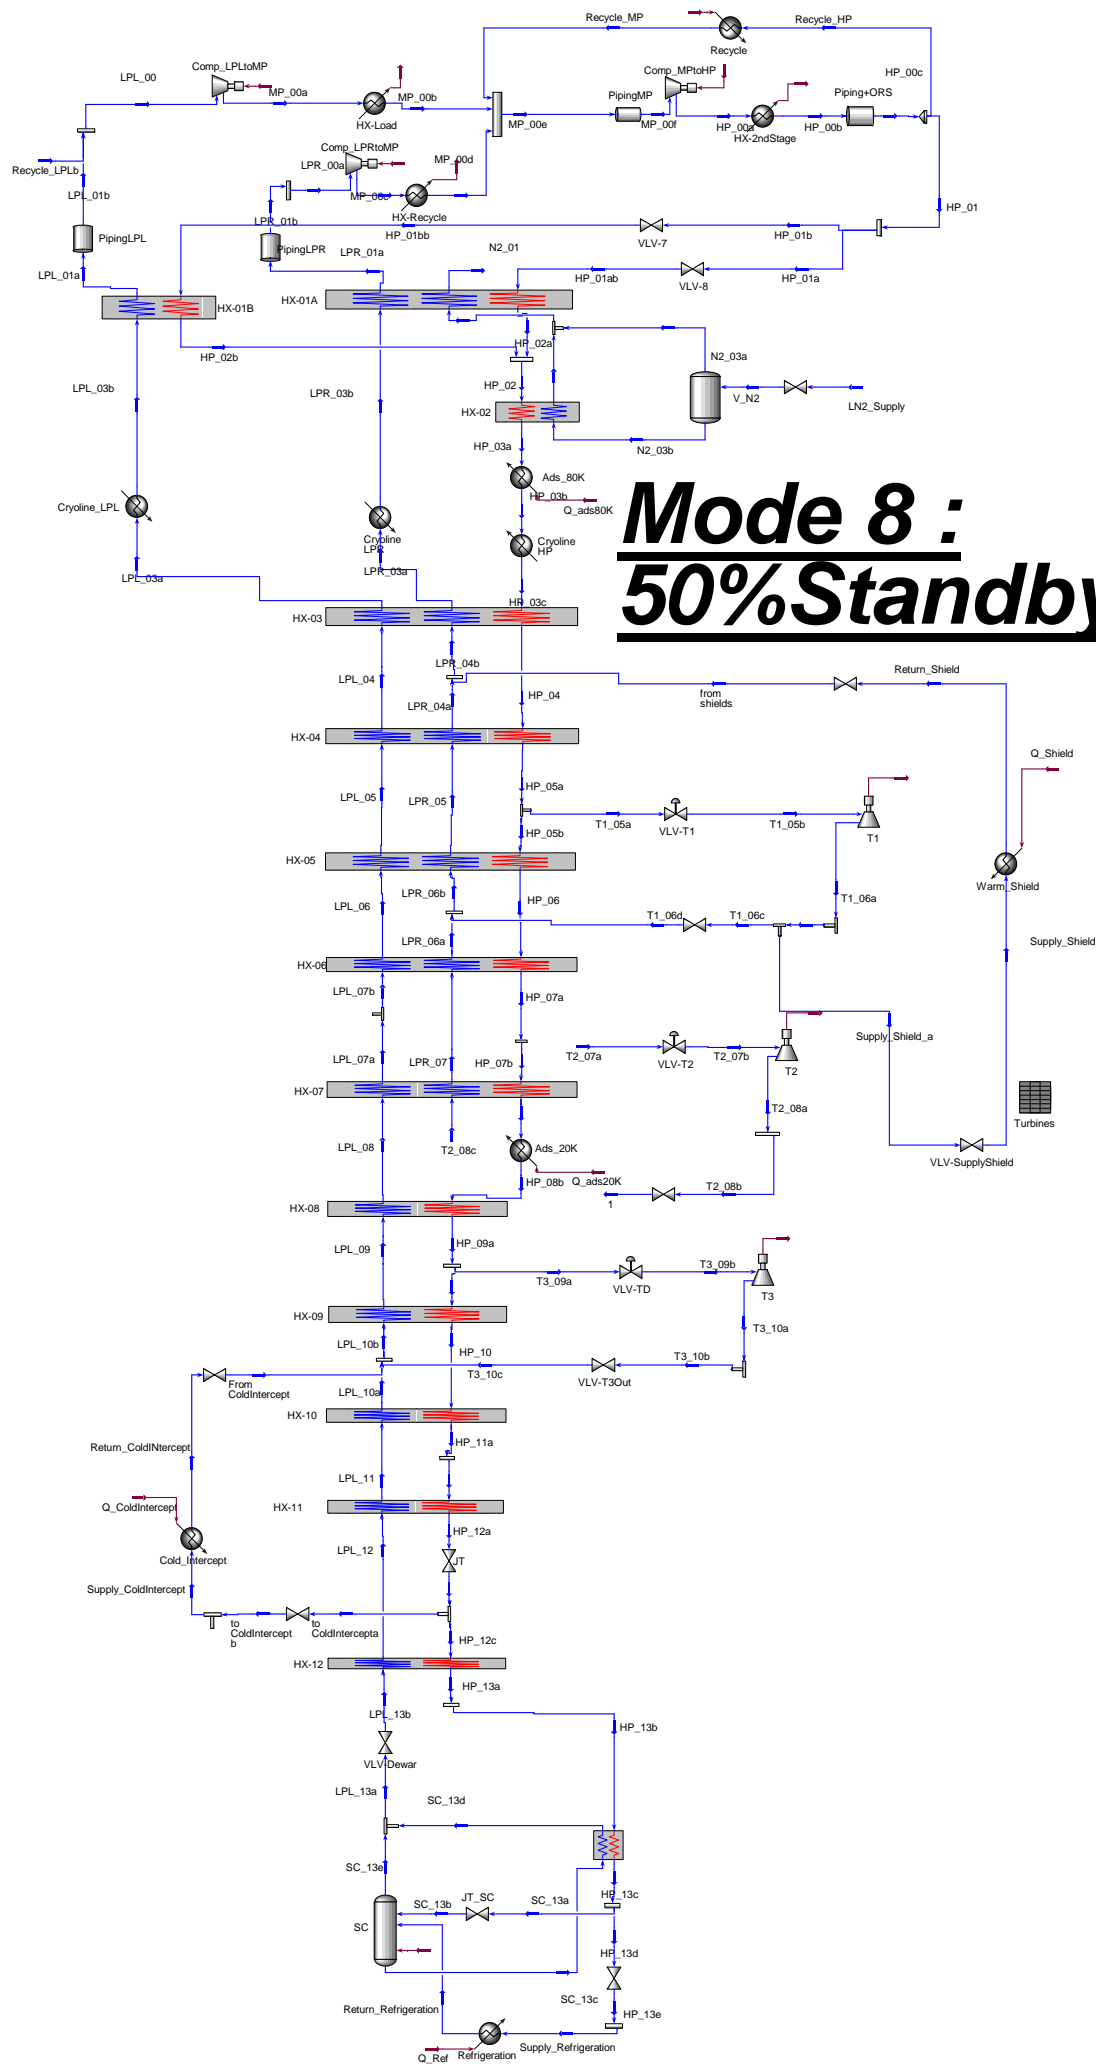 Recycle_MP
Recycle_HP
Recycle
LPL_00
Comp_LPLtoMP
MP_00a
HX-Load
MP_00b
MP_00e
PipingMP
MP_00f
Comp_MPtoHP
HP_00a
HX-2ndStage
HP_00b
Piping+ORS
HP_00c
Recycle_LPLb
LPL_01b
Comp_LPRtoMP
LPR_00a
MP_00c
MP_00d
HX-Recycle
LPR_01b
HP_01
PipingLPL
PipingLPR
HP_01bb
VLV-7
HP_01b
LPR_01a
N2_01
LPL_01a
HP_01ab
VLV-8
HP_01a
HX-01B
HX-01A
HP_02b
HP_02a
N2_03a
HP_02
V_N2
LN2_Supply
LPL_03b
LPR_03b
HX-02
HP_03a
N2_03b
Ads_80K
HP_03b
Q_ads80K
Cryoline_LPL
Cryoline
LPR
Cryoline
HP
Mode 8 :
50%Standby
LPL_03a
LPR_03a
HP_03c
HX-03
LPR_04b
LPL_04
LPR_04a
HP_04
from
shields
Return_Shield
HX-04
Q_Shield
HP_05a
LPL_05
LPR_05
T1_05a
VLV-T1
T1_05b
T1
HP_05b
HX-05
Warm_Shield
LPR_06b
LPL_06
HP_06
T1_06a
T1_06d
T1_06c
LPR_06a
Supply_Shield
HX-06
LPL_07b
HP_07a
LPL_07a
LPR_07
HP_07b
T2_07a
VLV-T2
T2_07b
T2
Supply_Shield_a
HX-07
T2_08a
Turbines
LPL_08
T2_08c
Ads_20K
VLV-SupplyShield
HP_08b
Q_ads20K
T2_08b
1
HX-08
LPL_09
HP_09a
T3_09a
VLV-TD
T3_09b
T3
HX-09
LPL_10b
HP_10
T3_10a
T3_10c
VLV-T3Out
T3_10b
From
ColdIntercept
LPL_10a
HX-10
Return_ColdINtercept
HP_11a
LPL_11
Q_ColdIntercept
HX-11
HP_12a
LPL_12
JT
Cold_Intercept
Supply_ColdIntercept
to
ColdIntercept
b
to
ColdIntercepta
HP_12c
HX-12
HP_13a
LPL_13b
HP_13b
VLV-Dewar
LPL_13a
SC_13d
SC_13e
HP_13c
SC_13b
JT_SC
SC_13a
SC
HP_13d
SC_13c
Return_Refrigeration
HP_13e
Q_Ref
Refrigeration
Supply_Refrigeration